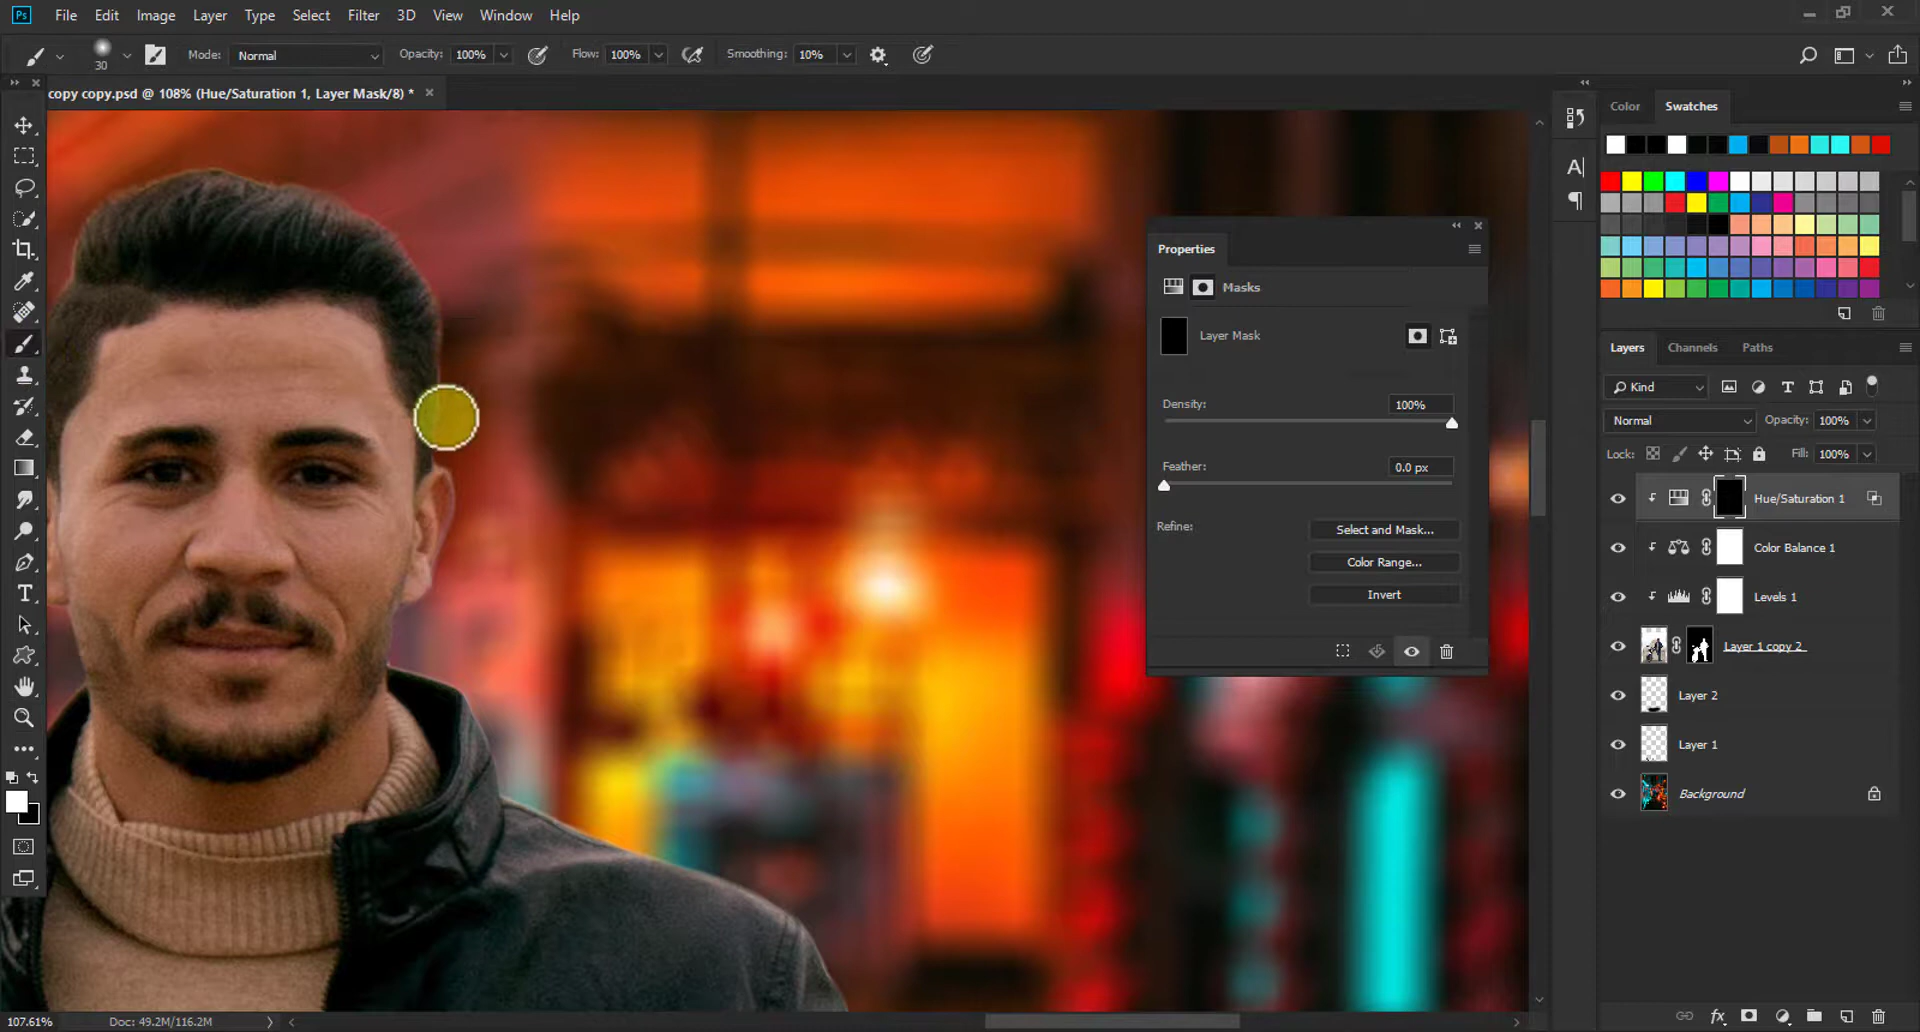 Ps File Edit Image Layer Type Select Filter 3D View Window Help
30 Mode: Normal Opacity: 100% Flow: 100% Smoothing: 10%
copy copy.psd @ 108% (Hue/Saturation 1, Layer Mask/8) *
Color Swatches
Properties
Masks
Layer Mask
Density: 100%
Feather: 0.0 px
Refine: Select and Mask...
Color Range...
Invert
Layers Channels Paths
Kind
Normal Opacity: 100%
Lock: Fill: 100%
Hue/Saturation 1
Color Balance 1
Levels 1
Layer 1 copy 2
Layer 2
Layer 1
Background
107.61% Doc: 49.2M/116.2M